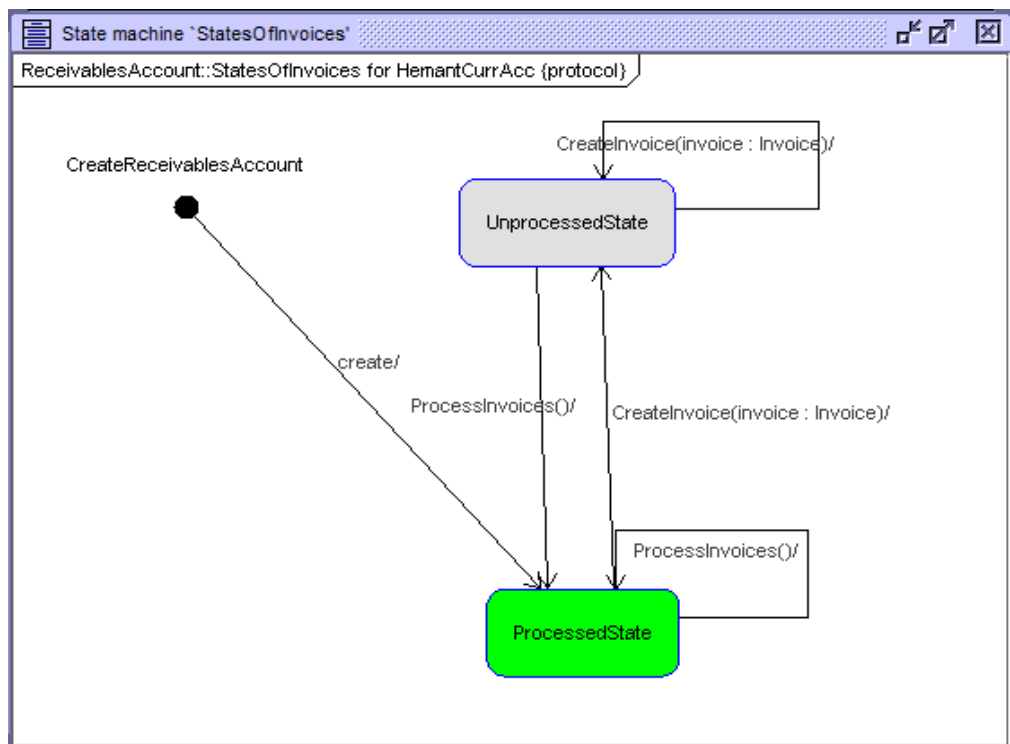 State machine `StatesOfInvoices'
ReceivablesAccount::StatesOfInvoices for HemantCurrAcc {protocol}
CreateInvoice(invoice : Invoice)/
CreateReceivablesAccount
UnprocessedState
create/
ProcessInvoices()/
CreateInvoice(invoice : Invoice)/
ProcessInvoices()/
ProcessedState